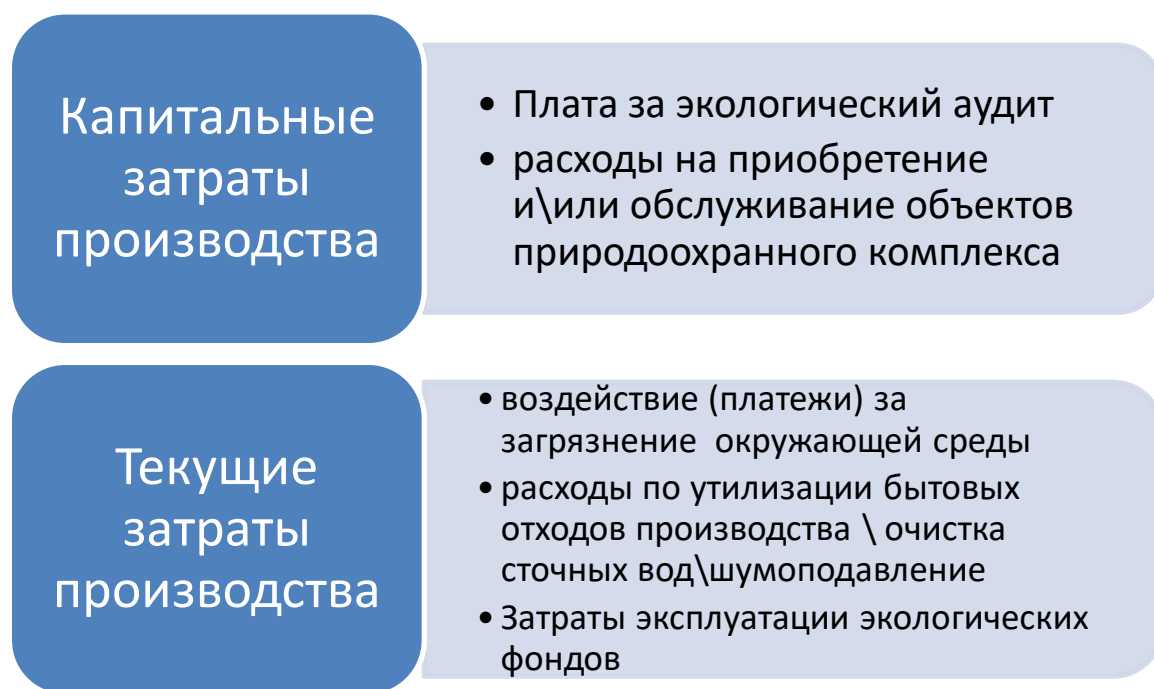 Капитальные
затраты
производства
• Плата за экологический аудит
• расходы на приобретение
и\или обслуживание объектов
природоохранного комплекса
Текущие
затраты
производства
• воздействие (платежи) за
загрязнение окружающей среды
• расходы по утилизации бытовых
отходов производства \ очистка
сточных вод\шумоподавление
• Затраты эксплуатации экологических
фондов